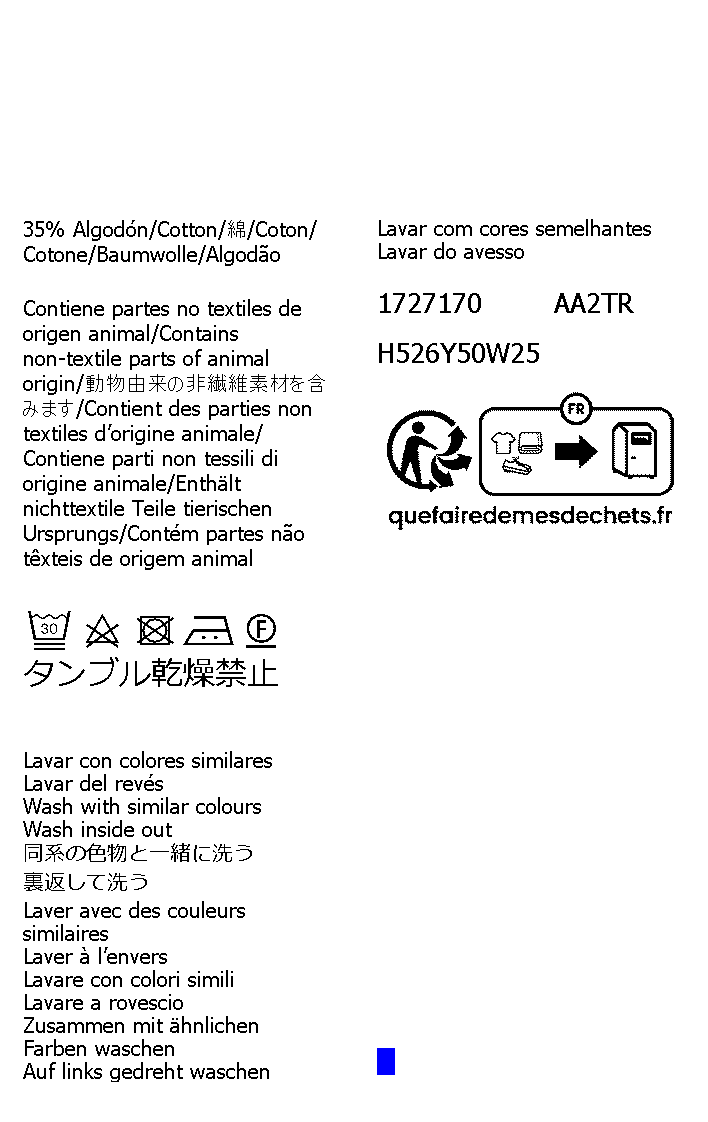 35% Algodón/Cotton/綿/Coton/
Cotone/Baumwolle/Algodão
Contiene partes no textiles de
origen animal/Contains
non-textile parts of animal
origin/動物由来の非繊維素材を含
みます/Contient des parties non
textiles d’origine animale/
Contiene parti non tessili di
origine animale/Enthält
nichttextile Teile tierischen
Ursprungs/Contém partes não
têxteis de origem animal
30
F
タンブル乾燥禁止
Lavar con colores similares
Lavar del revés
Wash with similar colours
Wash inside out
同系の色物と一緒に洗う
裏返して洗う
Laver avec des couleurs
similaires
Laver à l’envers
Lavare con colori simili
Lavare a rovescio
Zusammen mit ähnlichen
Farben waschen
Auf links gedreht waschen
Lavar com cores semelhantes
Lavar do avesso
1727170 AA2TR
H526Y50W25
FR
quefairedemesdechets.fr